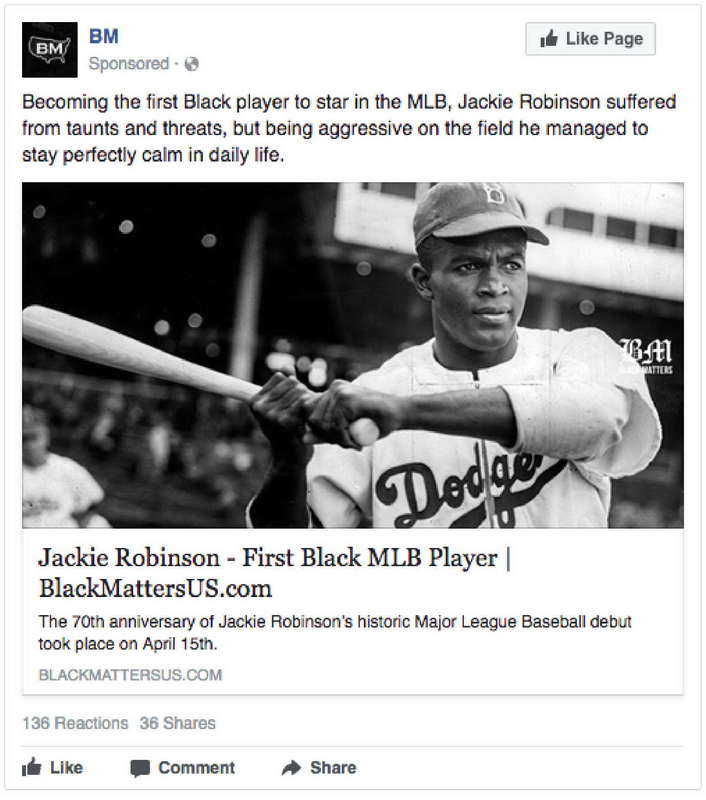 BM
BM
Sponsored ·
Like Page
Becoming the first Black player to star in the MLB, Jackie Robinson suffered
from taunts and threats, but being aggressive on the field he managed to
stay perfectly calm in daily life.
B
BM
BLACK MATTERS
Dodge
Jackie Robinson - First Black MLB Player |
BlackMattersUS.com
The 70th anniversary of Jackie Robinson's historic Major League Baseball debut
took place on April 15th.
BLACKMATTERSUS.COM
136 Reactions 36 Shares
Like Comment Share